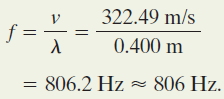 f = v/λ = 322.49 m/s / 0.400 m
= 806.2 Hz ≈ 806 Hz.